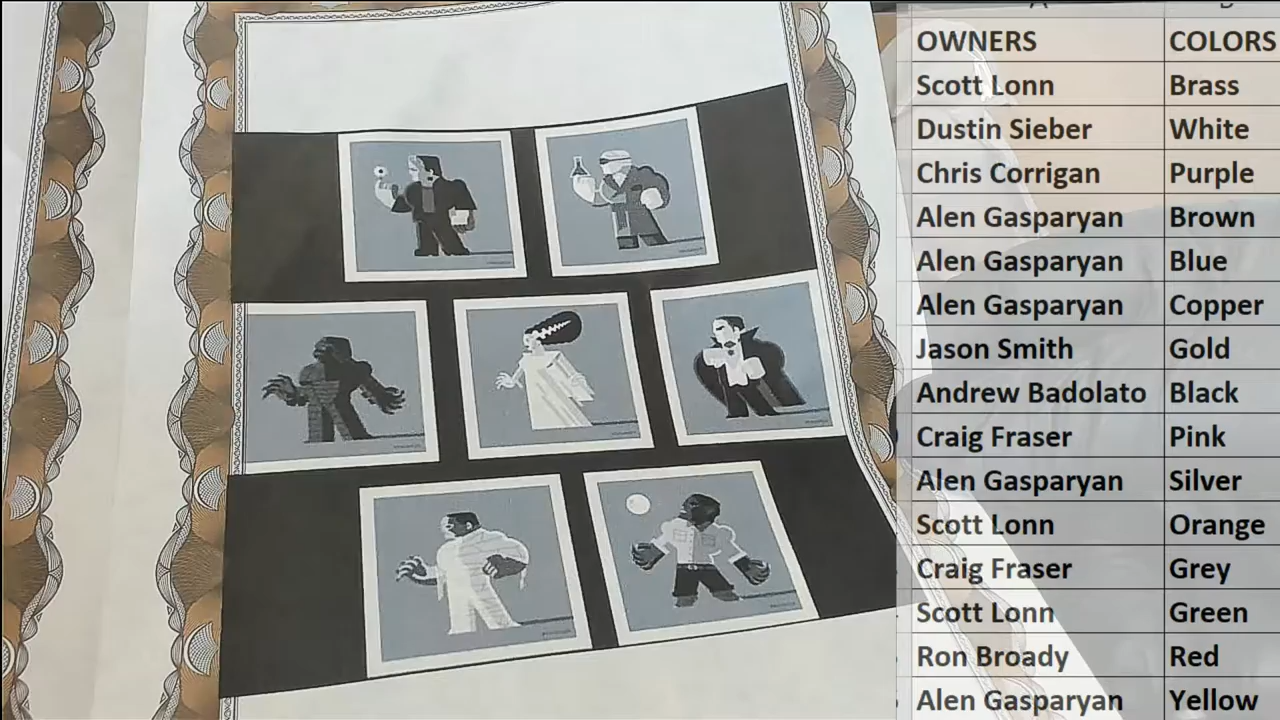 OWNERS COLORS
Scott Lonn Brass
Dustin Sieber White
Chris Corrigan Purple
Alen Gasparyan Brown
Alen Gasparyan Blue
Alen Gasparyan Copper
Jason Smith Gold
Andrew Badolato Black
Craig Fraser Pink
Alen Gasparyan Silver
Scott Lonn Orange
Craig Fraser Grey
Scott Lonn Green
Ron Broady Red
Alen Gasparyan Yellow